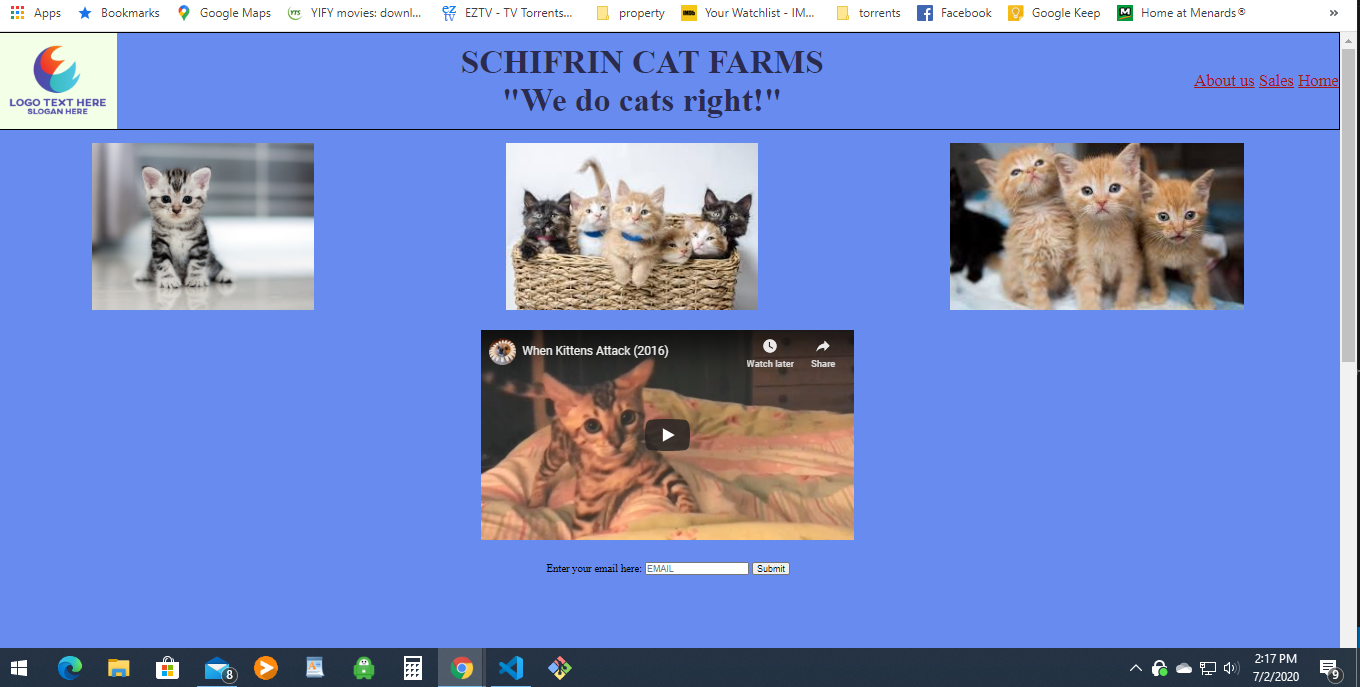 Apps Bookmarks Google Maps YIFY movies: downl... EZTV - TV Torrents... property Your Watchlist - IM... torrents Facebook Google Keep Home at Menards® »
LOGO TEXT HERE
SLOGAN HERE
SCHIFRIN CAT FARMS
"We do cats right!"
About us Sales Home
When Kittens Attack (2016)
Watch later Share
Enter your email here: EMAIL Submit
8
2:17 PM
7/2/2020
9